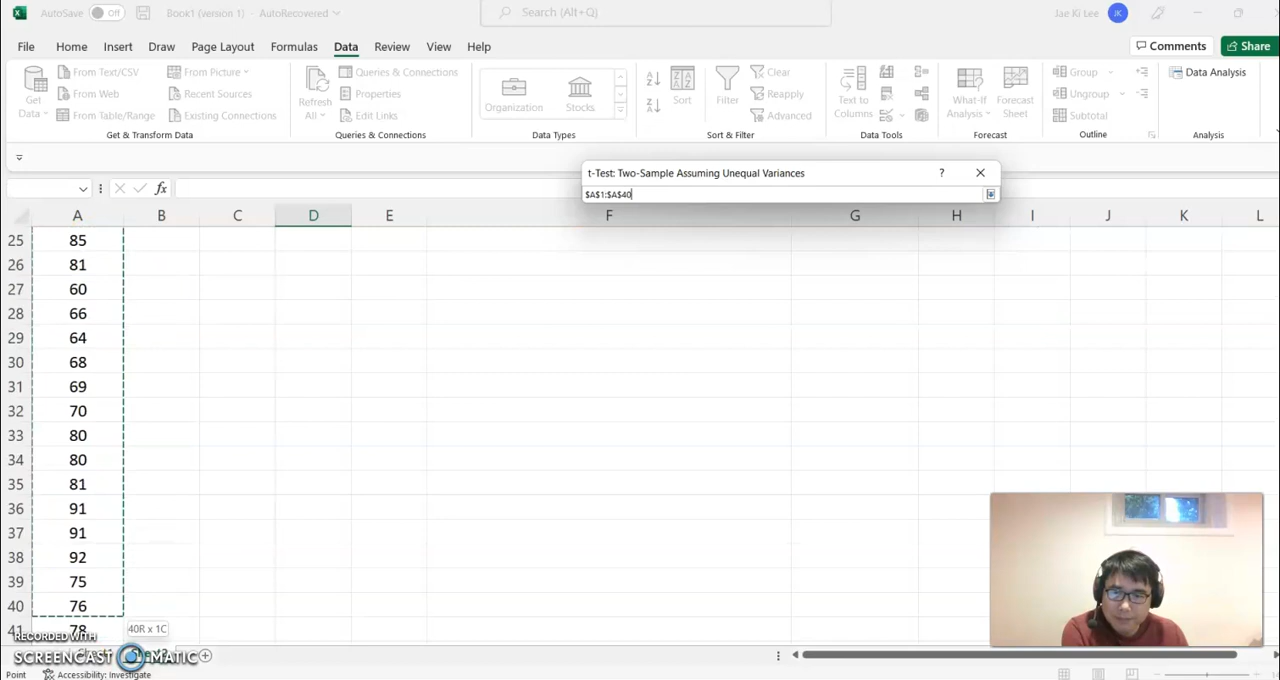 AutoSave Off Book1 (version 1) - AutoRecovered Search (Alt+Q) Jae Ki Lee JK
File Home Insert Draw Page Layout Formulas Data Review View Help Comments Share
From Text/CSV From Picture Queries & Connections Clear Group Data Analysis
Get Data From Web Recent Sources Refresh All Properties Organization Stocks Sort Filter Reapply Text to Columns What-If Analysis Forecast Sheet Ungroup
From Table/Range Existing Connections Edit Links Advanced Subtotal
Get & Transform Data Queries & Connections Data Types Sort & Filter Data Tools Forecast Outline Analysis
t-Test: Two-Sample Assuming Unequal Variances ?
fx $A$1:$A$40
A B C D E F G H I J K L
25 85
26 81
27 60
28 66
29 64
30 68
31 69
32 70
33 80
34 80
35 81
36 91
37 91
38 92
39 75
40 76
41 78 40R x 1C
RECORDED WITH
SCREENCAST MATIC
Point Accessibility: Investigate